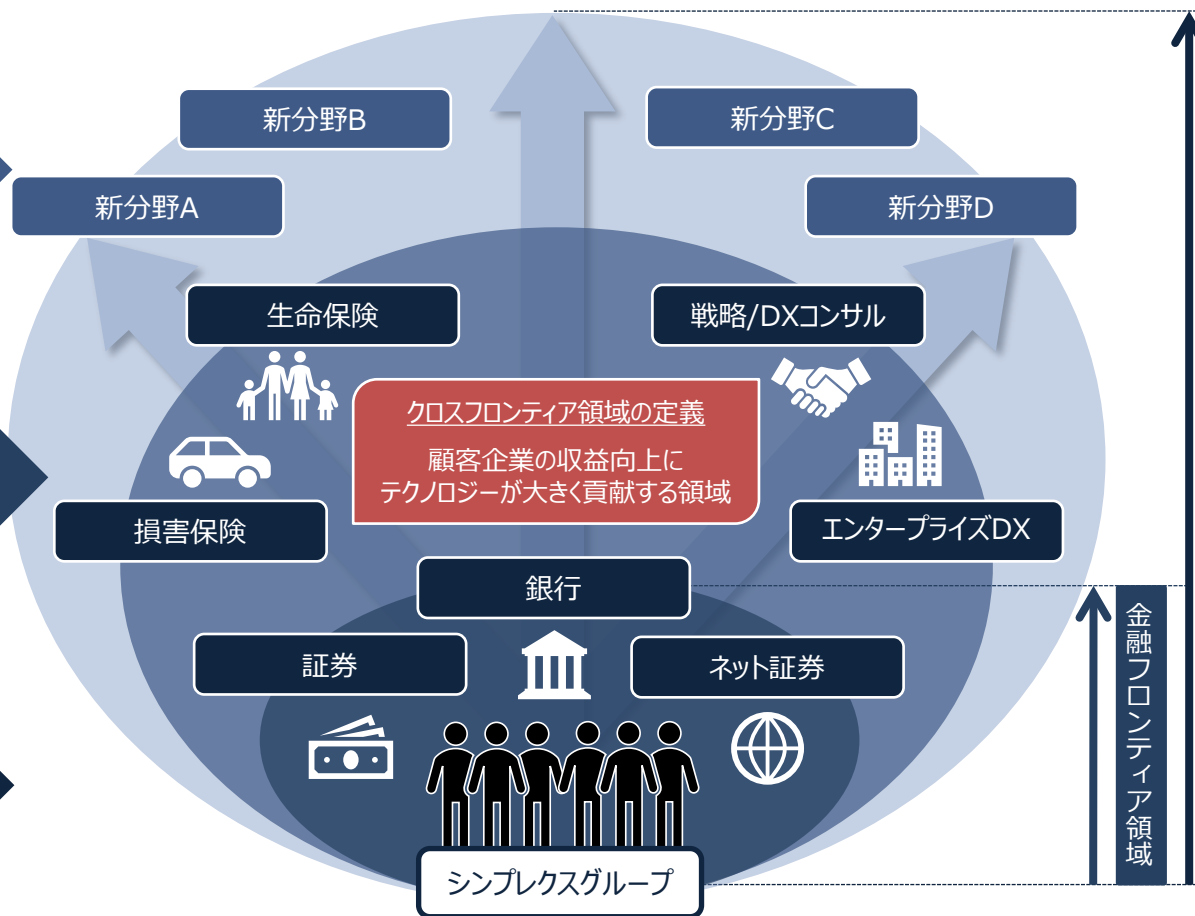 新分野B
新分野C
新分野A
新分野D
生命保険
戦略/DXコンサル
クロスフロンティア領域の定義
顧客企業の収益向上に
テクノロジーが大きく貢献する領域
損害保険
エンタープライズDX
銀行
証券
ネット証券
金融フロンティア領域
シンプレクスグループ